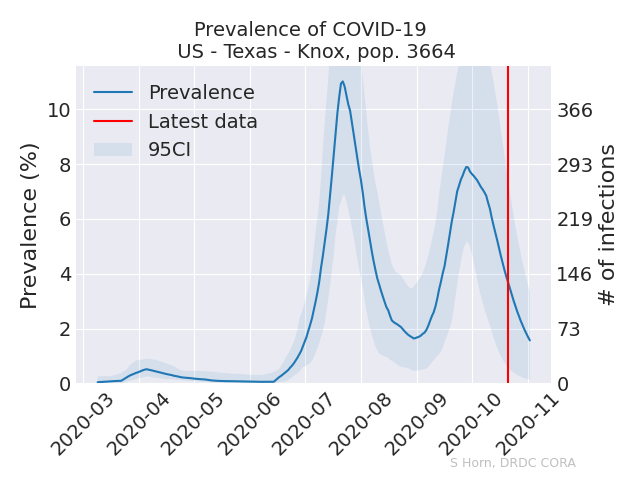 Prevalence of COVID-19
US - Texas - Knox, pop. 3664
Prevalence
Latest data
95CI
Prevalence (%)
10
8
6
4
2
0
366
293
219
146
73
0
# of infections
2020-03
2020-04
2020-05
2020-06
2020-07
2020-08
2020-09
2020-10
2020-11
S Horn, DRDC CORA